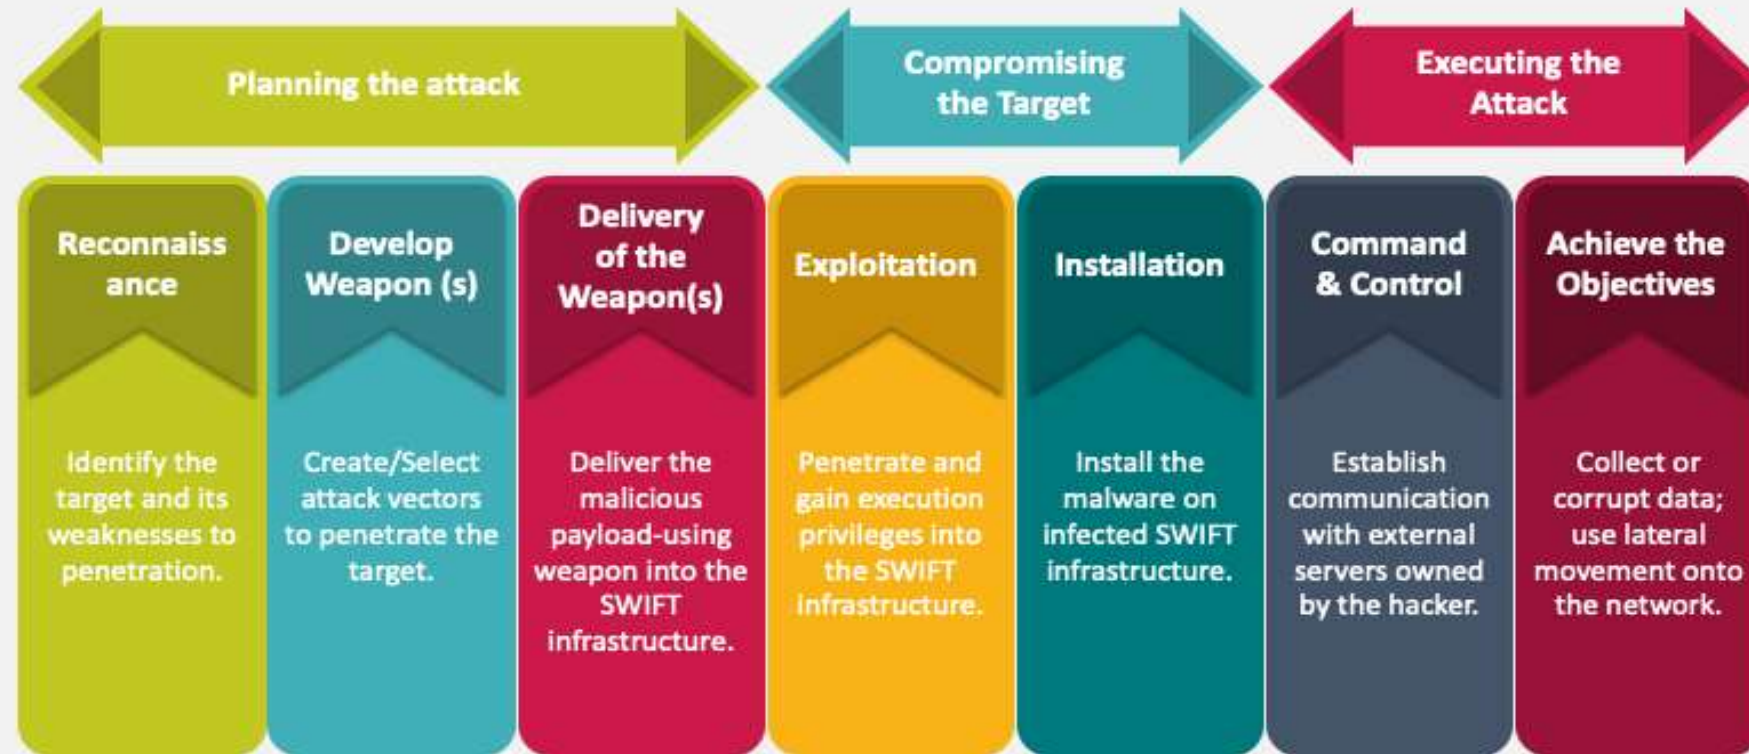 Planning the attack
Compromising
the Target
Executing the
Attack
Reconnaiss
ance
Identify the
target and its
weaknesses to
penetration.
Develop
Weapon (s)
Create/Select
attack vectors
to penetrate the
target.
Delivery
of the
Weapon(s)
Deliver the
malicious
payload-using
weapon into the
SWIFT
infrastructure.
Exploitation
Penetrate and
gain execution
privileges into
the SWIFT
infrastructure.
Installation
Install the
malware on
infected SWIFT
infrastructure.
Command
& Control
Establish
communication
with external
servers owned
by the hacker.
Achieve the
Objectives
Collect or
corrupt data;
use lateral
movement onto
the network.